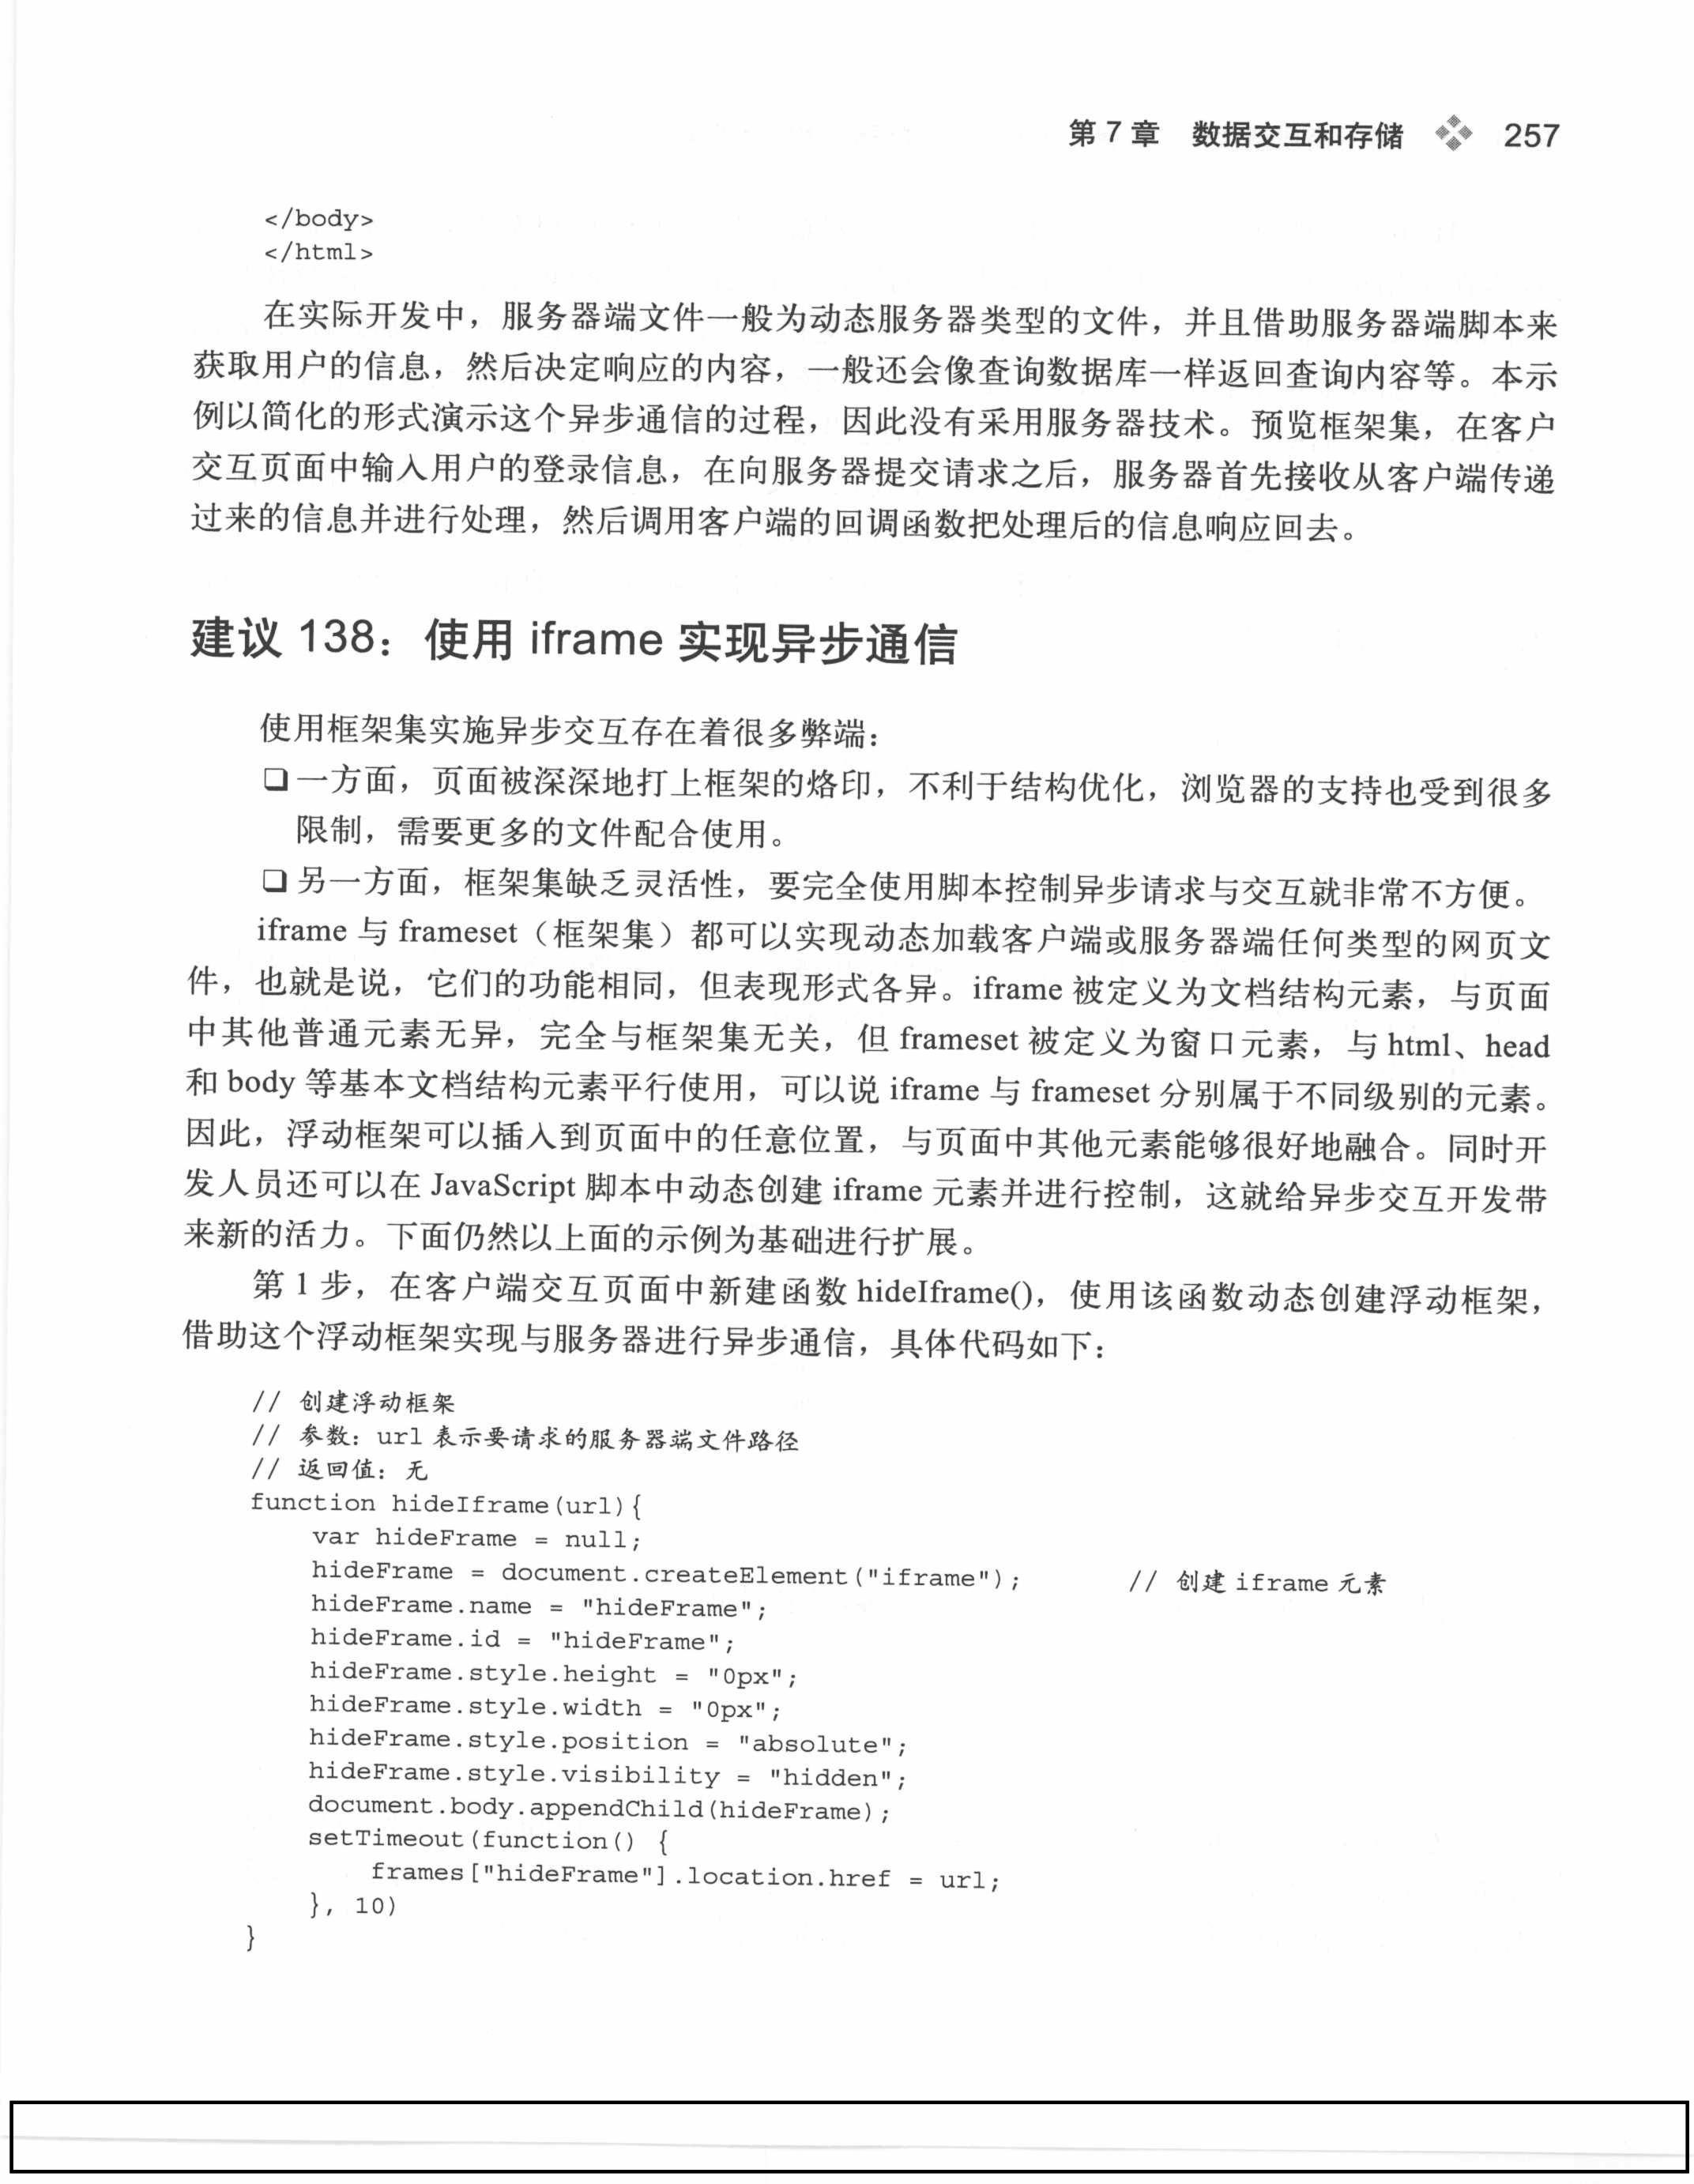 第 7 章　数据交互和存储　257
</body>
</html>
在实际开发中，服务器端文件一般为动态服务器类型的文件，并且借助服务器端脚本来
获取用户的信息，然后决定响应的内容，一般还会像查询数据库一样返回查询内容等。本示
例以简化的形式演示这个异步通信的过程，因此没有采用服务器技术。预览框架集，在客户
交互页面中输入用户的登录信息，在向服务器提交请求之后，服务器首先接收从客户端传递
过来的信息并进行处理，然后调用客户端的回调函数把处理后的信息响应回去。
建议 138：使用 iframe 实现异步通信
使用框架集实施异步交互存在着很多弊端：
❑ 一方面，页面被深深地打上框架的烙印，不利于结构优化，浏览器的支持也受到很多
限制，需要更多的文件配合使用。
❑ 另一方面，框架集缺乏灵活性，要完全使用脚本控制异步请求与交互就非常不方便。
iframe 与 frameset（框架集）都可以实现动态加载客户端或服务器端任何类型的网页文
件，也就是说，它们的功能相同，但表现形式各异。iframe 被定义为文档结构元素，与页面
中其他普通元素无异，完全与框架集无关，但 frameset 被定义为窗口元素，与 html、head
和 body 等基本文档结构元素平行使用，可以说 iframe 与 frameset 分别属于不同级别的元素。
因此，浮动框架可以插入到页面中的任意位置，与页面中其他元素能够很好地融合。同时开
发人员还可以在 JavaScript 脚本中动态创建 iframe 元素并进行控制，这就给异步交互开发带
来新的活力。下面仍然以上面的示例为基础进行扩展。
第 1 步，在客户端交互页面中新建函数 hideIframe()，使用该函数动态创建浮动框架，
借助这个浮动框架实现与服务器进行异步通信，具体代码如下：
// 创建浮动框架
// 参数：url 表示要请求的服务器端文件路径
// 返回值：无
function hideIframe(url){
var hideFrame = null;
hideFrame = document.createElement("iframe");　// 创建 iframe 元素
hideFrame.name = "hideFrame";
hideFrame.id = "hideFrame";
hideFrame.style.height = "0px";
hideFrame.style.width = "0px";
hideFrame.style.position = "absolute";
hideFrame.style.visibility = "hidden";
document.body.appendChild(hideFrame);
setTimeout(function() {
frames["hideFrame"].location.href = url;
}, 10)
}